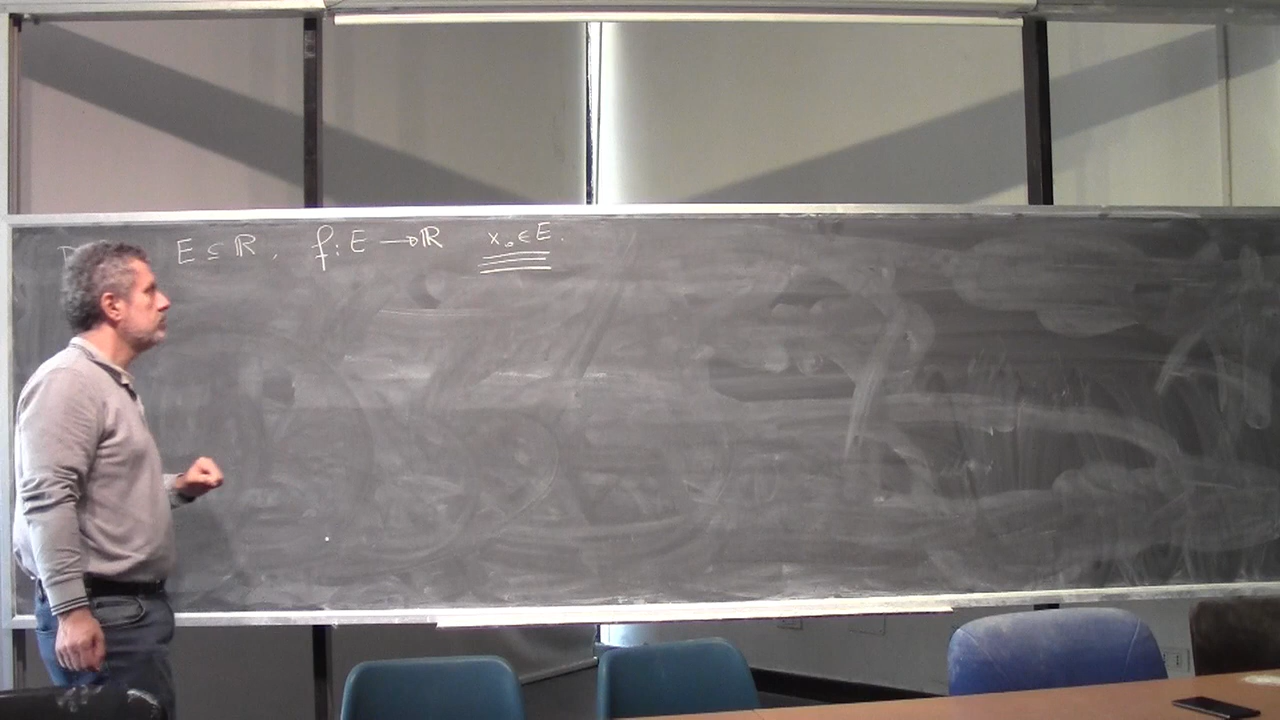 E ⊆ ℝ, f: E → ℝ x₀ ∈ E.